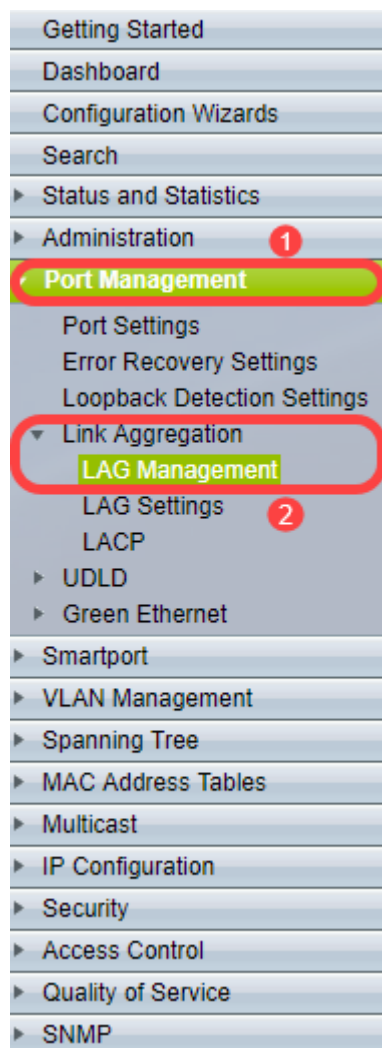 Getting Started
Dashboard
Configuration Wizards
Search
Status and Statistics
Administration
1
Port Management
Port Settings
Error Recovery Settings
Loopback Detection Settings
Link Aggregation
LAG Management
LAG Settings
2
LACP
UDLD
Green Ethernet
Smartport
VLAN Management
Spanning Tree
MAC Address Tables
Multicast
IP Configuration
Security
Access Control
Quality of Service
SNMP